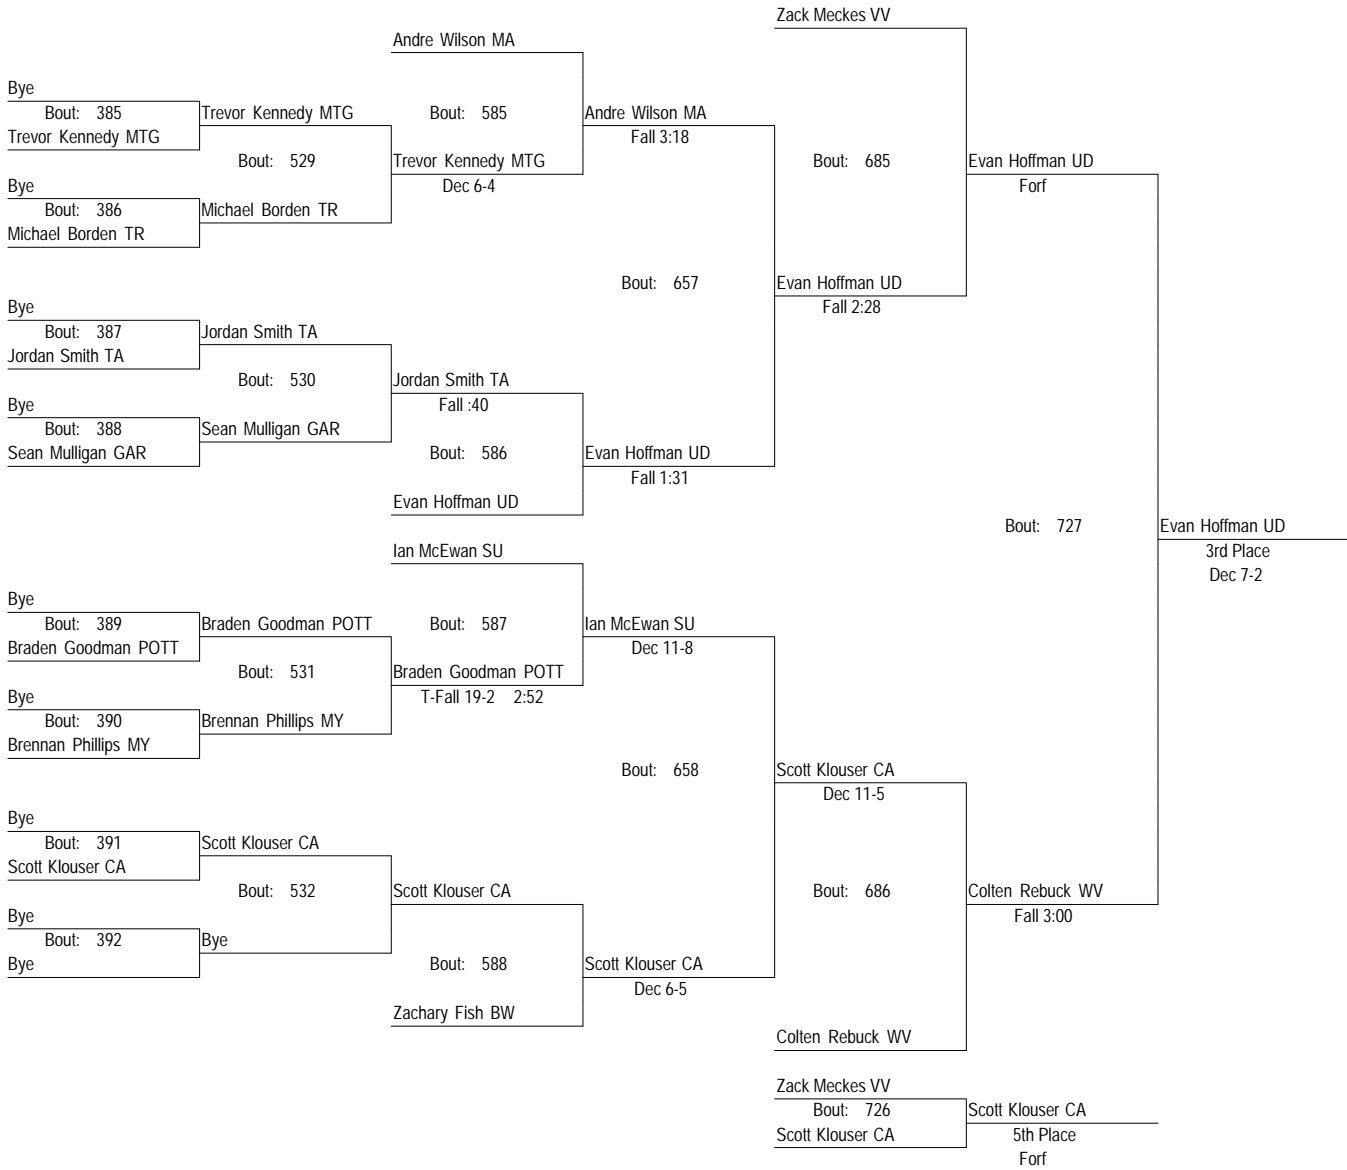 Zack Meckes VV
Andre Wilson MA
Bye
Bout: 385
Trevor Kennedy MTG
Bout: 585
Andre Wilson MA
Trevor Kennedy MTG
Fall 3:18
Bout: 529
Trevor Kennedy MTG
Bout: 685
Evan Hoffman UD
Bye
Dec 6-4
Forf
Bout: 386
Michael Borden TR
Michael Borden TR
Bout: 657
Evan Hoffman UD
Bye
Fall 2:28
Bout: 387
Jordan Smith TA
Jordan Smith TA
Bout: 530
Jordan Smith TA
Bye
Fall :40
Bout: 388
Sean Mulligan GAR
Sean Mulligan GAR
Bout: 586
Evan Hoffman UD
Fall 1:31
Evan Hoffman UD
Bout: 727
Evan Hoffman UD
Ian McEwan SU
3rd Place
Dec 7-2
Bye
Bout: 389
Braden Goodman POTT
Bout: 587
Ian McEwan SU
Braden Goodman POTT
Dec 11-8
Bout: 531
Braden Goodman POTT
Bye
T-Fall 19-2 2:52
Bout: 390
Brennan Phillips MY
Brennan Phillips MY
Bout: 658
Scott Klouser CA
Dec 11-5
Bye
Bout: 391
Scott Klouser CA
Scott Klouser CA
Bout: 532
Scott Klouser CA
Bout: 686
Colten Rebuck WV
Bye
Fall 3:00
Bout: 392
Bye
Bye
Bout: 588
Scott Klouser CA
Dec 6-5
Zachary Fish BW
Colten Rebuck WV
Zack Meckes VV
Bout: 726
Scott Klouser CA
Scott Klouser CA
5th Place
Forf